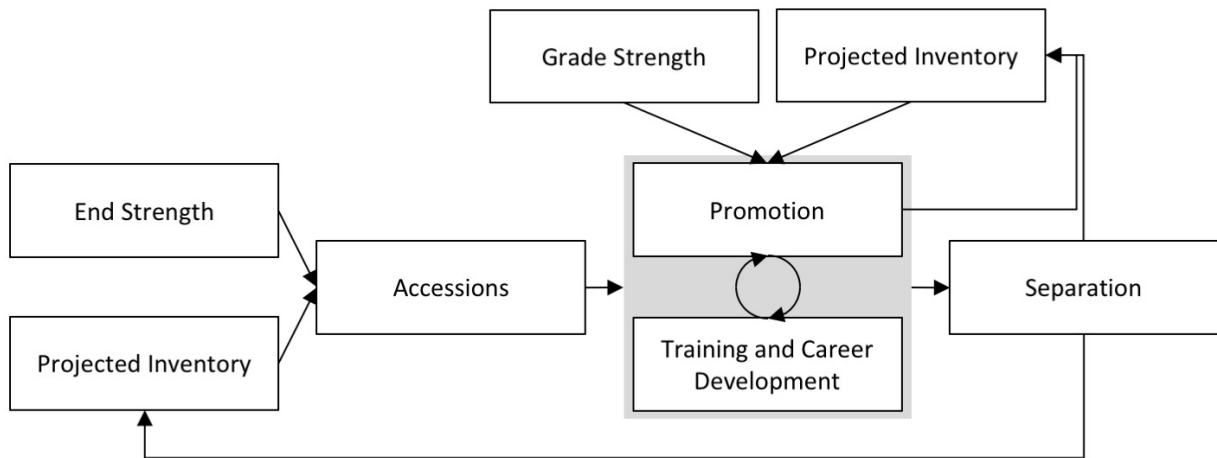 Grade Strength
Projected Inventory
End Strength
Promotion
Accessions
Separation
Projected Inventory
Training and Career
Development